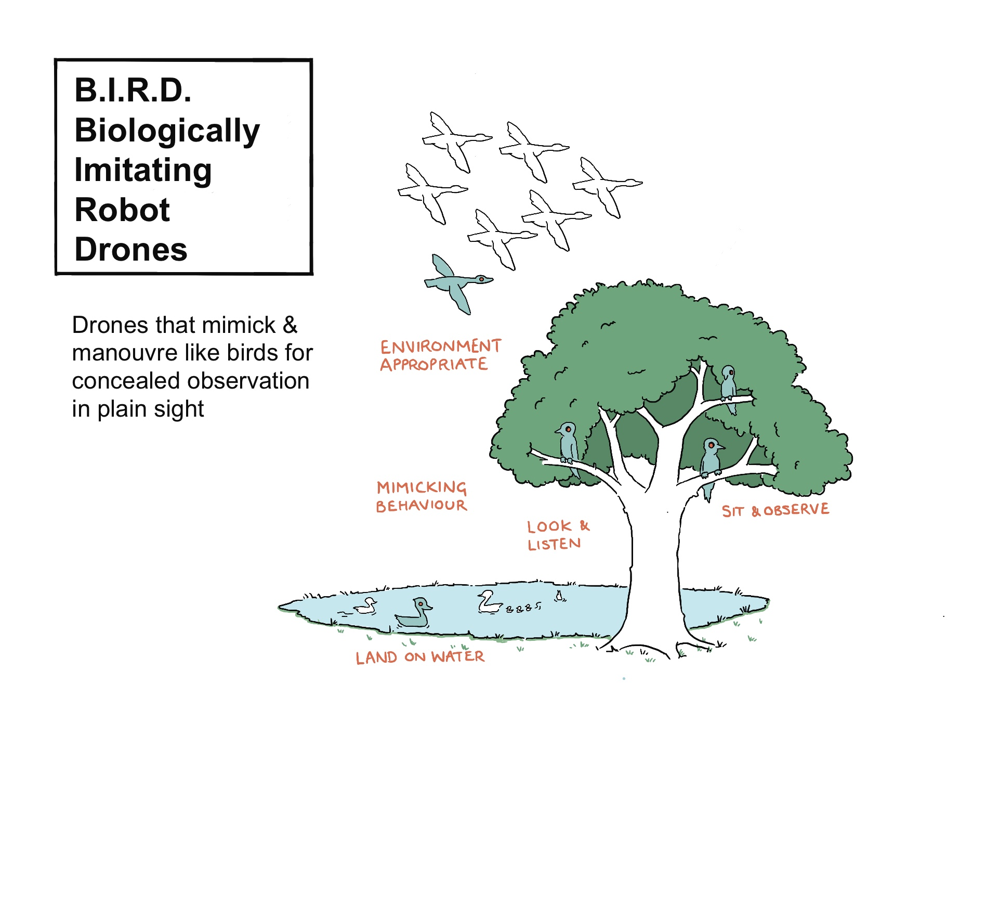 B.I.R.D.
Biologically
Imitating
Robot
Drones
Drones that mimick &
manouvre like birds for
concealed observation
in plain sight
ENVIRONMENT
APPROPRIATE
MIMICKING
BEHAVIOUR
LOOK &
LISTEN
SIT & OBSERVE
LAND ON WATER